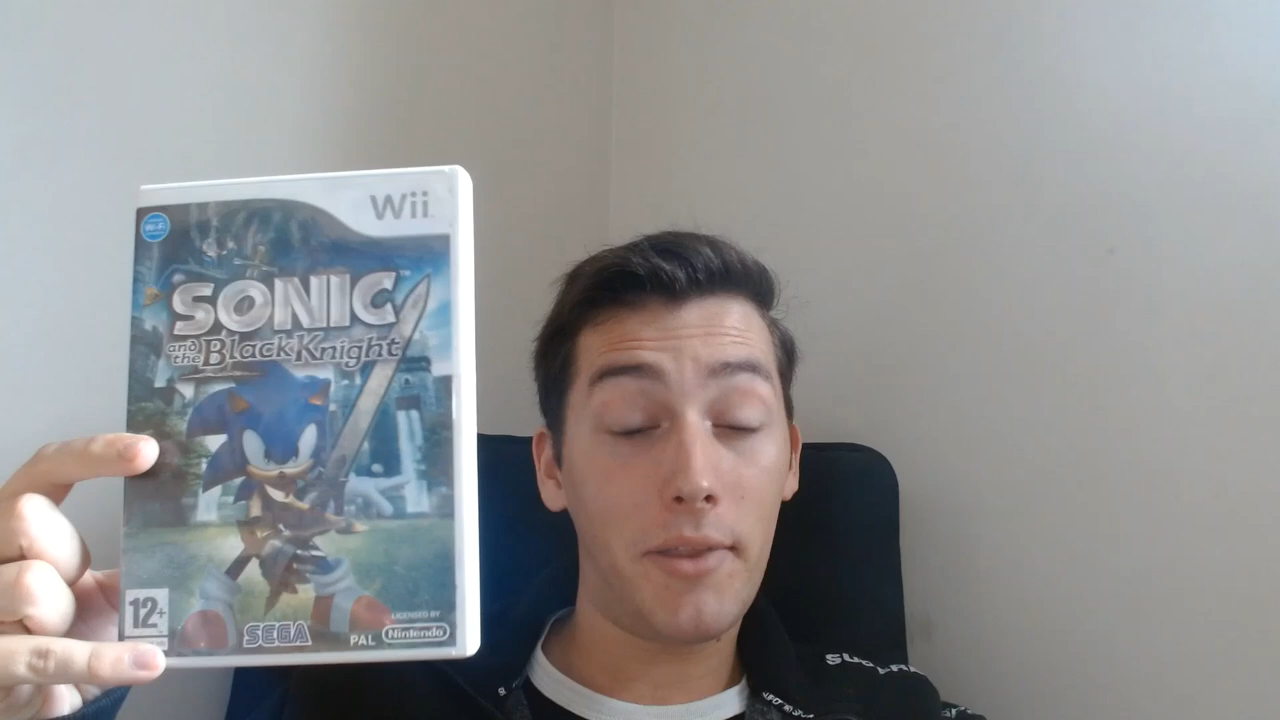 Wii
Wi-Fi
SONIC
and the Black Knight
12+
SEGA
PAL
LICENSED BY
Nintendo